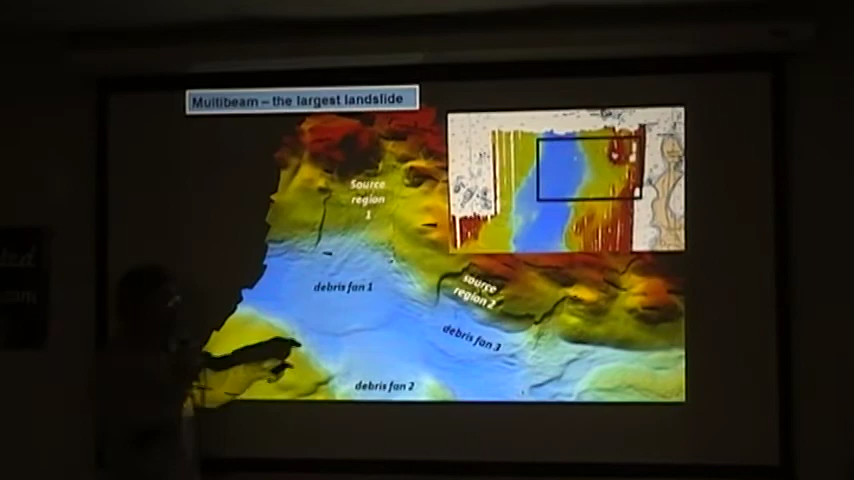 Multibeam – the largest landslide
Source
region
1
source
region 2
debris fan 1
debris fan 3
debris fan 2